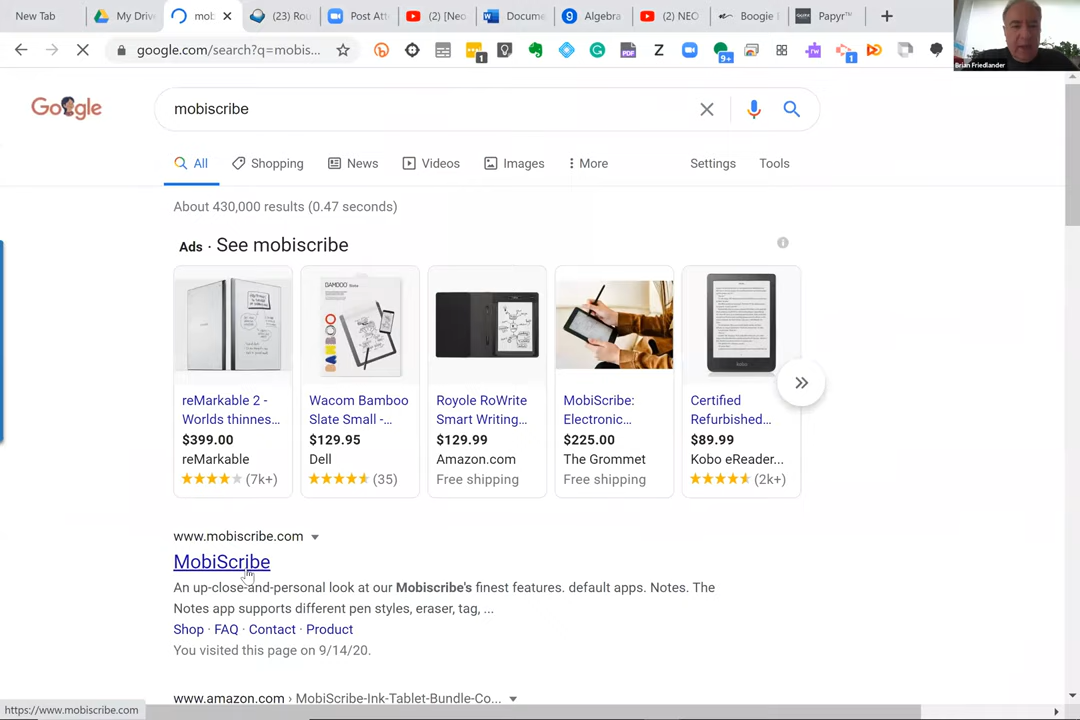 New Tab
My Driv
mob
(23) Rou
Post Att
(2) [Neo
Docume
Algebra
(2) NEO
Boogie
Papyr™
google.com/search?q=mobis...
Brian Friedlander
Google
mobiscribe
All
Shopping
News
Videos
Images
More
Settings
Tools
About 430,000 results (0.47 seconds)
Ads · See mobiscribe
BAMBOO Slate
reMarkable 2 -
Worlds thinnes...
$399.00
reMarkable
(7k+)
Wacom Bamboo
Slate Small -...
$129.95
Dell
(35)
Royole RoWrite
Smart Writing...
$129.99
Amazon.com
Free shipping
MobiScribe:
Electronic...
$225.00
The Grommet
Free shipping
Certified
Refurbished...
$89.99
Kobo eReader...
(2k+)
www.mobiscribe.com
MobiScribe
An up-close-and-personal look at our Mobiscribe's finest features. default apps. Notes. The
Notes app supports different pen styles, eraser, tag, ...
Shop · FAQ · Contact · Product
You visited this page on 9/14/20.
www.amazon.com › MobiScribe-Ink-Tablet-Bundle-Co...
https://www.mobiscribe.com